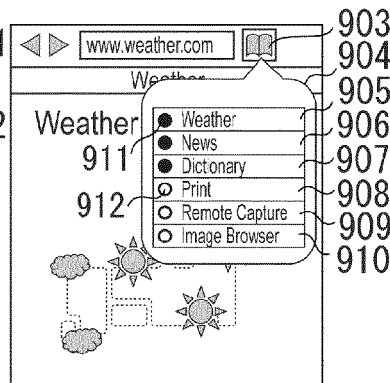 903
www.weather.com
904
Weather
905
Weather
Weather
906
News
911
907
Dictionary
912
908
Print
909
Remote Capture
910
Image Browser